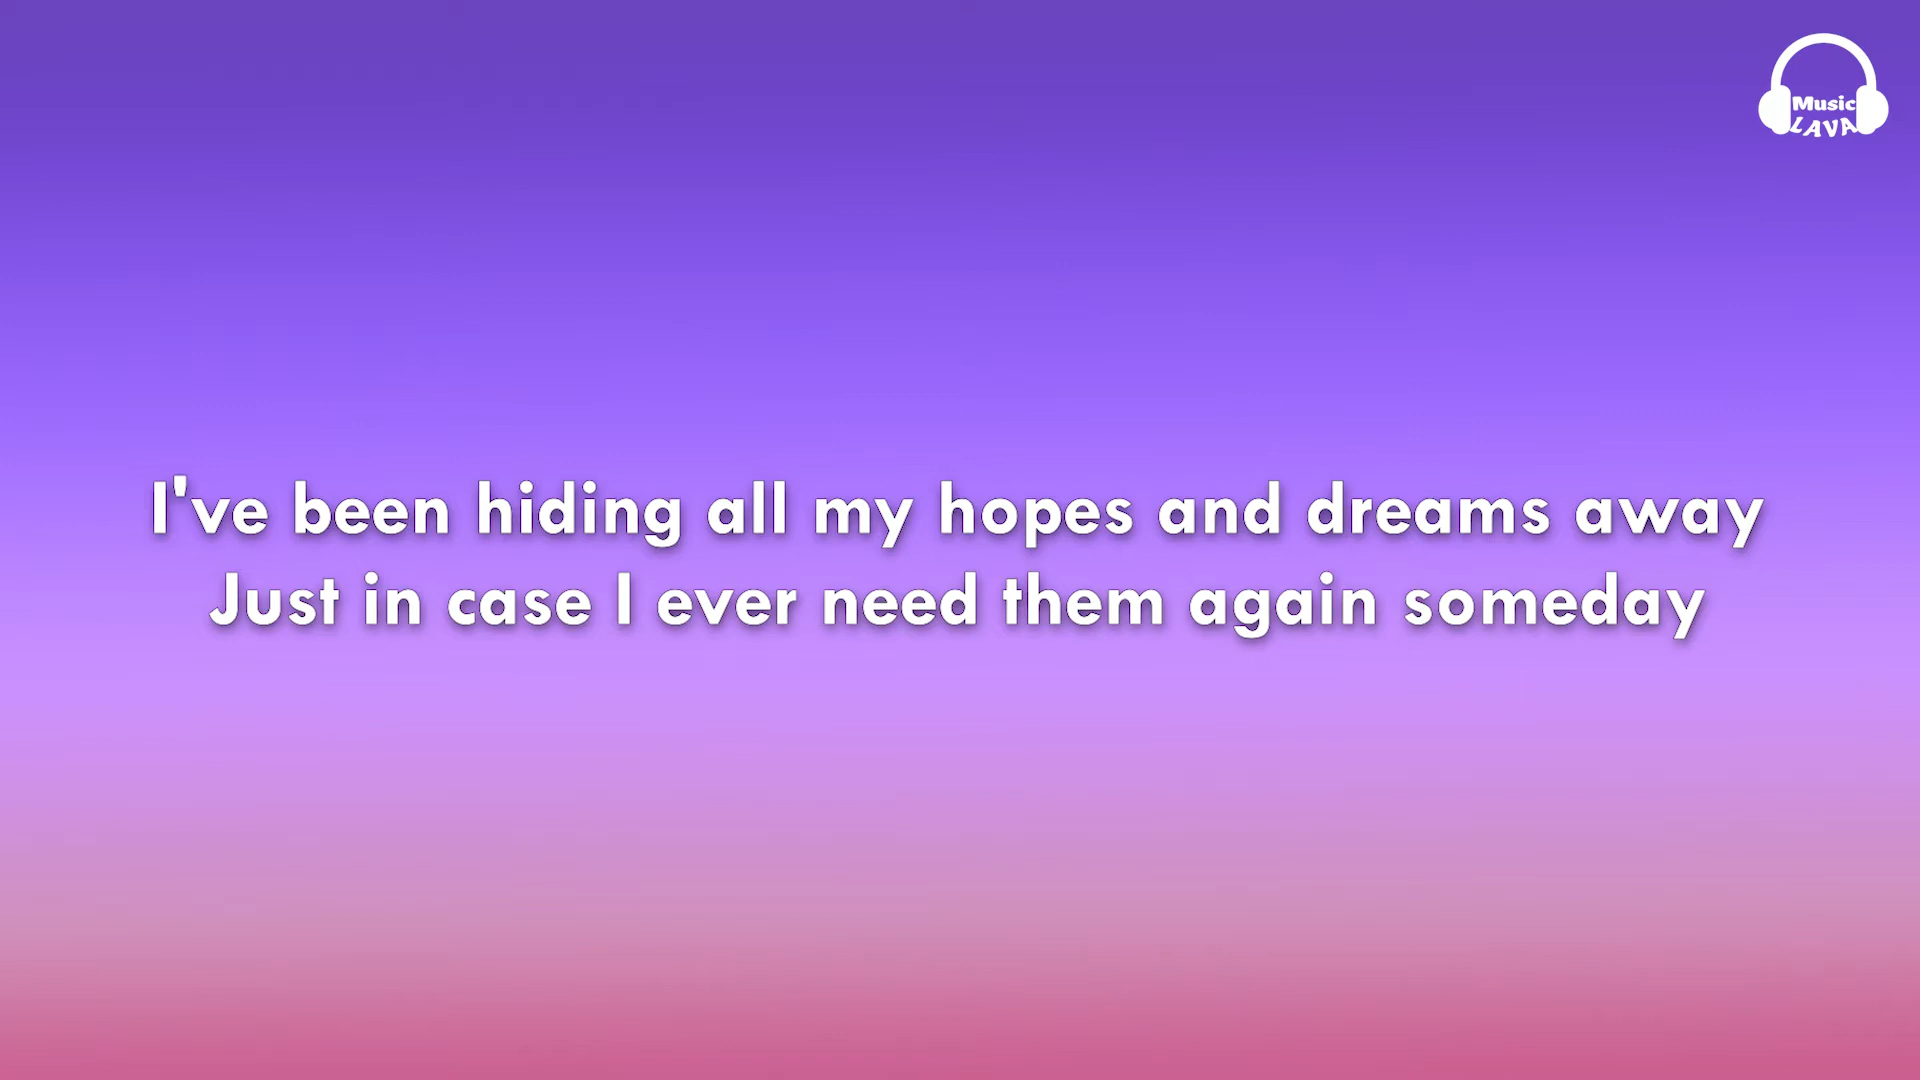 Music
LAVA
I've been hiding all my hopes and dreams away
Just in case I ever need them again someday